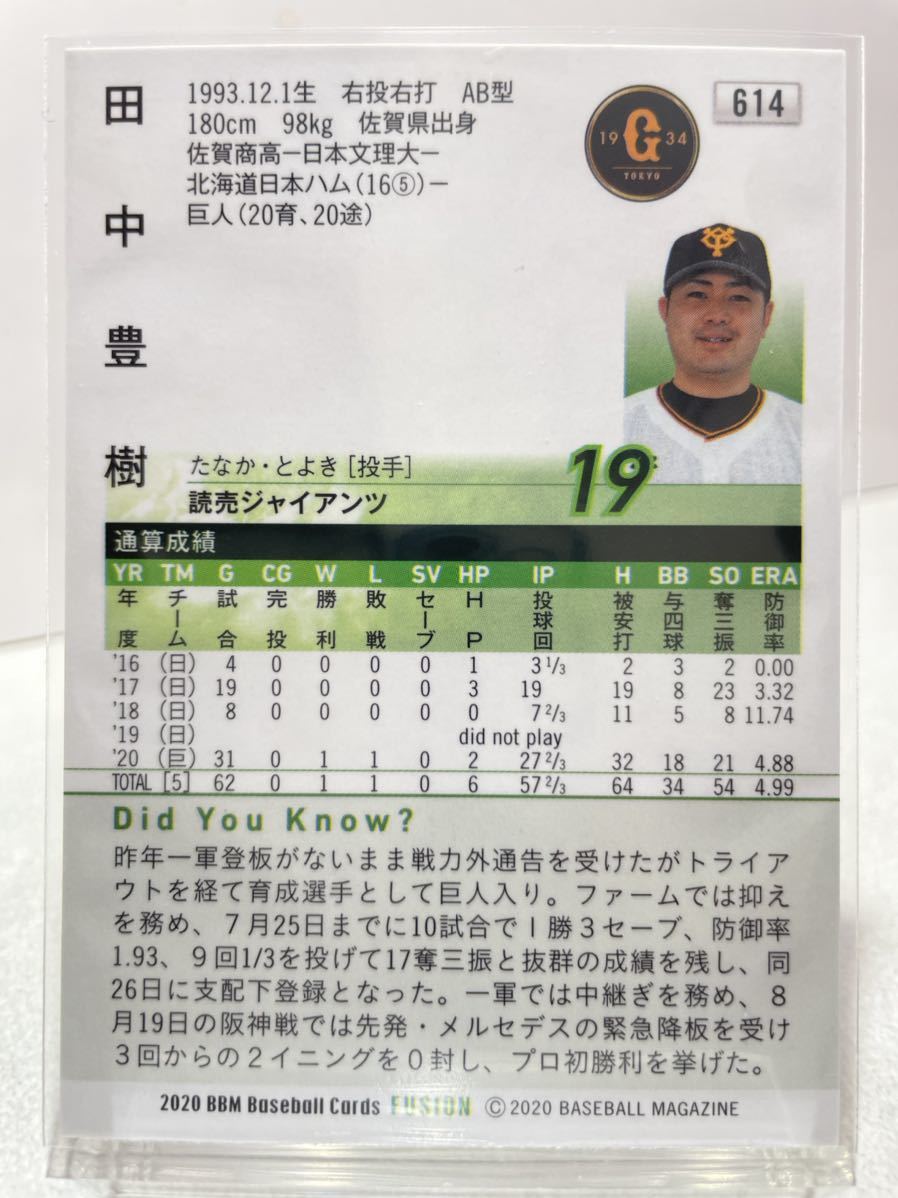 田中豊樹
1993.12.1生 右投右打 AB型
180cm 98kg 佐賀県出身
佐賀商高ー日本文理大ー
北海道日本ハム(16⑤)ー
巨人(20育、20途)
19 G 34
TOKYO
614
たなか・とよき[投手]
読売ジャイアンツ
19
通算成績
YR TM G CG W L SV HP IP H BB SO ERA
年度 チーム 試合 完投 勝利 敗戦 セーブ HP 投球回 被安打 与四球 奪三振 防御率
'16 (日) 4 0 0 0 0 1 3 1/3 2 3 2 0.00
'17 (日) 19 0 0 0 0 3 19 19 8 23 3.32
'18 (日) 8 0 0 0 0 0 7 2/3 11 5 8 11.74
'19 (日) did not play
'20 (巨) 31 0 1 1 0 2 27 2/3 32 18 21 4.88
TOTAL [5] 62 0 1 1 0 6 57 2/3 64 34 54 4.99
Did You Know?
昨年一軍登板がないまま戦力外通告を受けたがトライア
ウトを経て育成選手として巨人入り。ファームでは抑え
を務め、7月25日までに10試合で1勝3セーブ、防御率
1.93、9回1/3を投げて17奪三振と抜群の成績を残し、同
26日に支配下登録となった。一軍では中継ぎを務め、8
月19日の阪神戦では先発・メルセデスの緊急降板を受け
3回からの2イニングを0封し、プロ初勝利を挙げた。
2020 BBM Baseball Cards FUSION ©2020 BASEBALL MAGAZINE